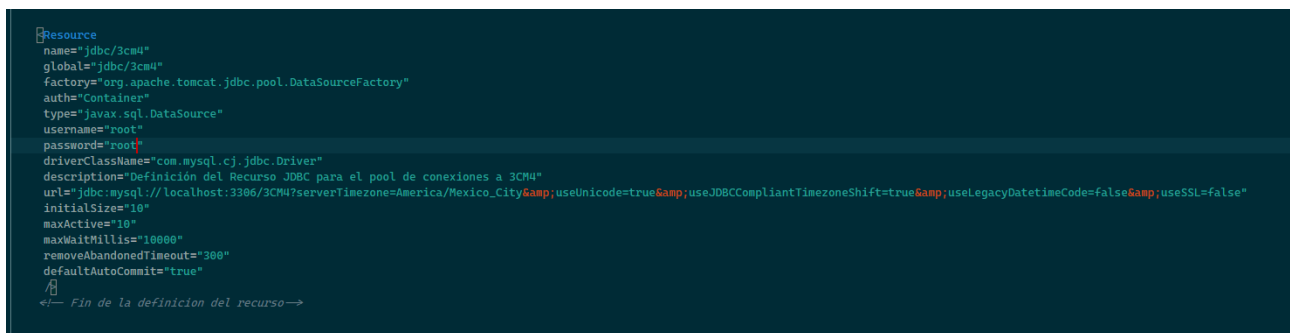 <Resource
name="jdbc/3cm4"
global="jdbc/3cm4"
factory="org.apache.tomcat.jdbc.pool.DataSourceFactory"
auth="Container"
type="javax.sql.DataSource"
username="root"
password="root"
driverClassName="com.mysql.cj.jdbc.Driver"
description="Definición del Recurso JDBC para el pool de conexiones a 3CM4"
url="jdbc:mysql://localhost:3306/3CM4?serverTimezone=America/Mexico_City&amp;useUnicode=true&amp;useJDBCCompliantTimezoneShift=true&amp;useLegacyDatetimeCode=false&amp;useSSL=false"
initialSize="10"
maxActive="10"
maxWaitMillis="10000"
removeAbandonedTimeout="300"
defaultAutoCommit="true"
/>
<!-- Fin de la definicion del recurso-->